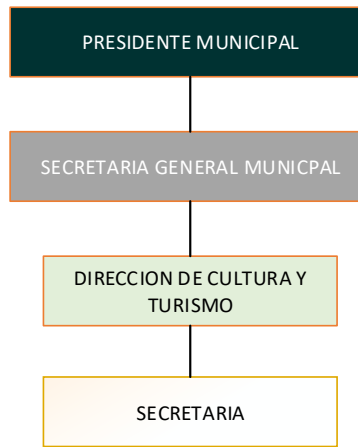 PRESIDENTE MUNICIPAL
SECRETARIA GENERAL MUNICPAL
DIRECCION DE CULTURA Y
TURISMO
SECRETARIA